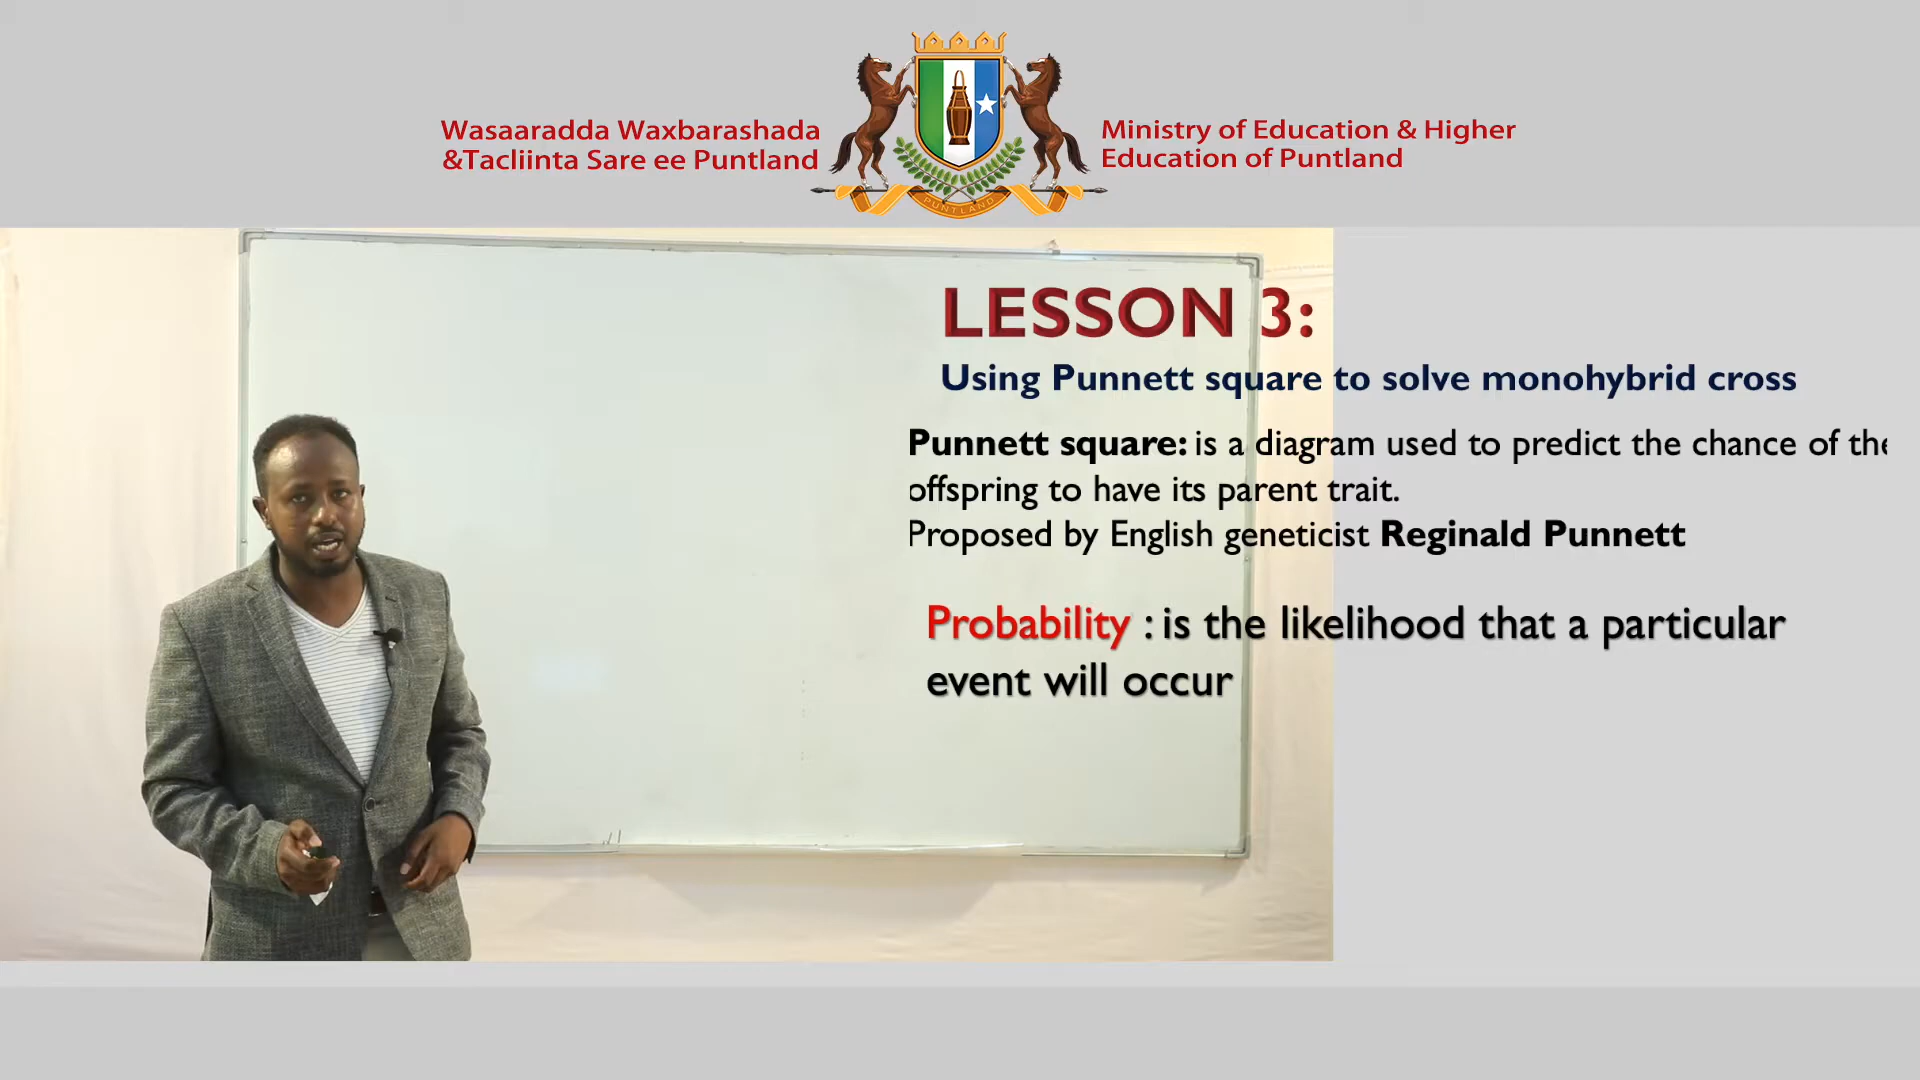 Wasaaradda Waxbarashada
&Tacliinta Sare ee Puntland
Ministry of Education & Higher
Education of Puntland
PUNTLAND
LESSON 3:
Using Punnett square to solve monohybrid cross
Punnett square: is a diagram used to predict the chance of the
offspring to have its parent trait.
Proposed by English geneticist Reginald Punnett
Probability : is the likelihood that a particular
event will occur